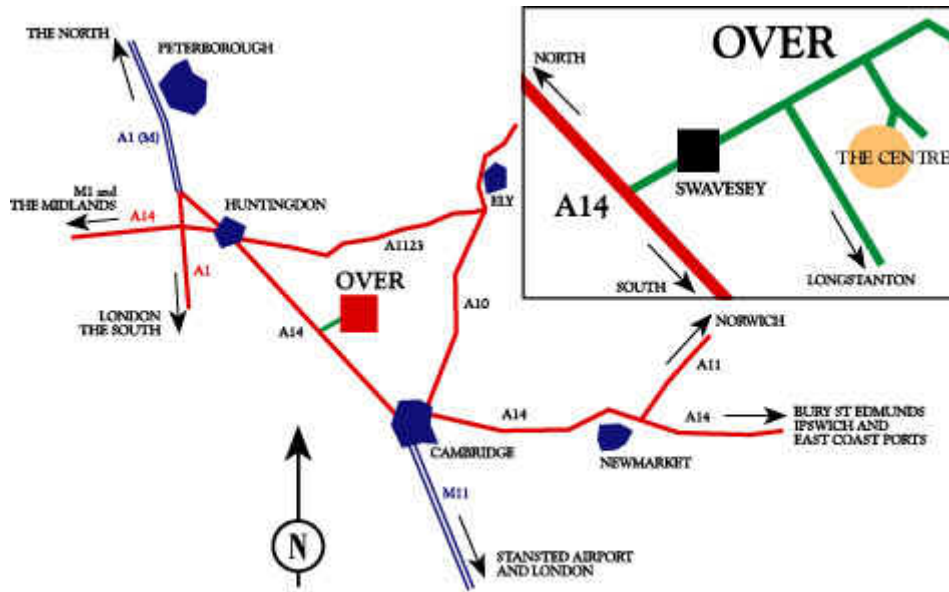 THE NORTH
PETERBOROUGH
A1 (M)
M1 and
THE MIDLANDS
A14
HUNTINGDON
A1
LONDON
THE SOUTH
A1123
ELY
OVER
A14
A10
CAMBRIDGE
M11
A14
NEWMARKET
A11
NORWICH
A14
BURY ST EDMUNDS
IPSWICH AND
EAST COAST PORTS
STANSTED AIRPORT
AND LONDON
N
OVER
NORTH
A14
SWAVESEY
THE CENTRE
SOUTH
LONGSTANTON